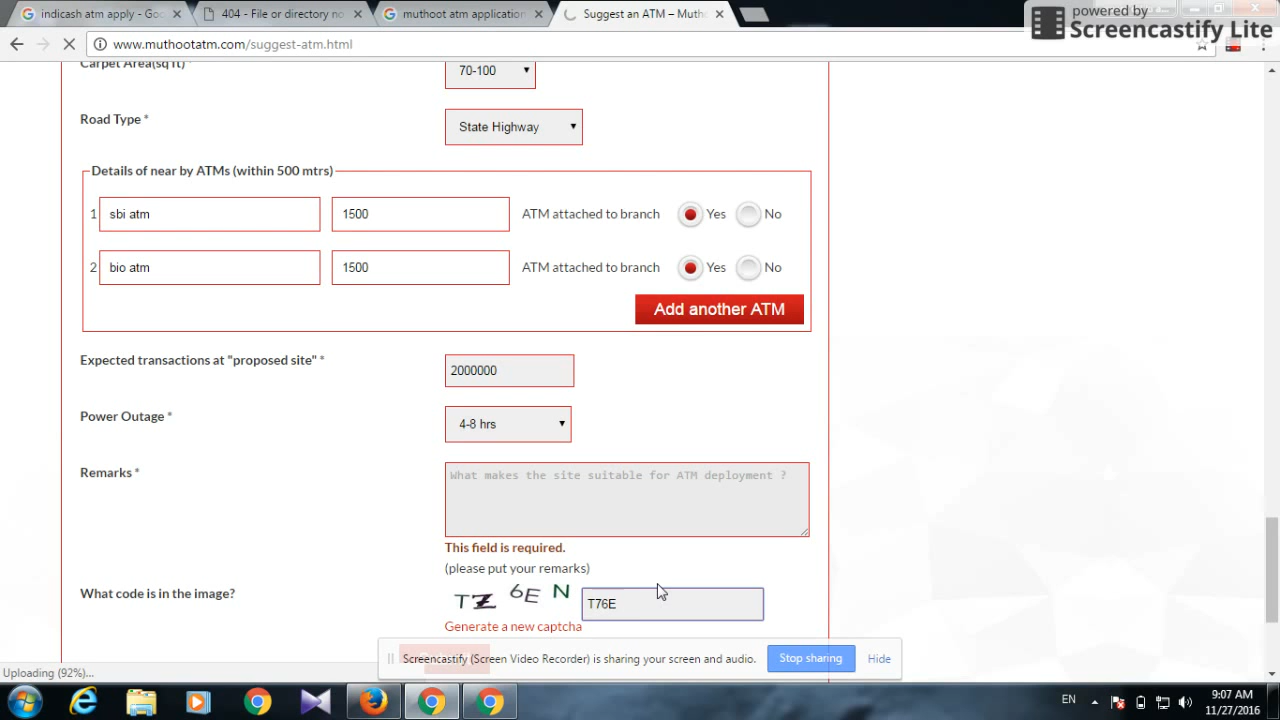 indicash atm apply - Goo
404 - File or directory no
muthoot atm application
Suggest an ATM – Muth
powered by
Screencastify Lite
www.muthootatm.com/suggest-atm.html
Carpet Area(sq ft) *
70-100
Road Type *
State Highway
Details of near by ATMs (within 500 mtrs)
1 sbi atm 1500 ATM attached to branch Yes No
2 bio atm 1500 ATM attached to branch Yes No
Add another ATM
Expected transactions at "proposed site" *
2000000
Power Outage *
4-8 hrs
Remarks *
What makes the site suitable for ATM deployment ?
This field is required.
(please put your remarks)
What code is in the image?
TZ 6E N
T76E
Generate a new captcha
Screencastify (Screen Video Recorder) is sharing your screen and audio.
Stop sharing
Hide
Uploading (92%)...
EN
9:07 AM
11/27/2016